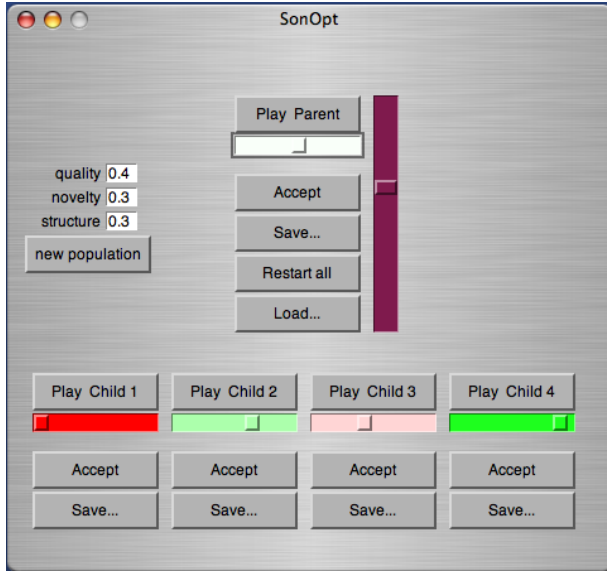 SonOpt
Play Parent
quality 0.4
novelty 0.3
structure 0.3
new population
Accept
Save...
Restart all
Load...
Play Child 1 Play Child 2 Play Child 3 Play Child 4
Accept Accept Accept Accept
Save... Save... Save... Save...